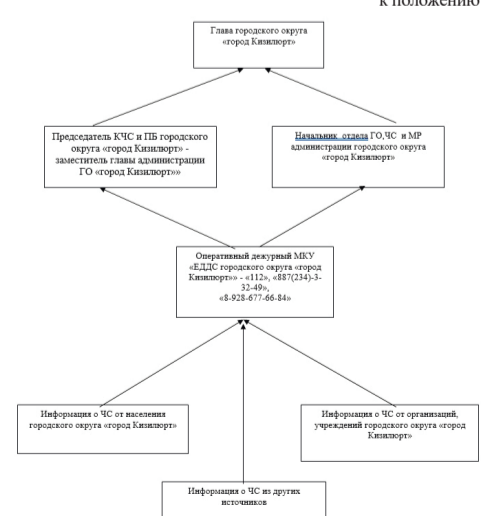 к положению
Глава городского округа
«город Кизилюрт»
Председатель КЧС и ПБ городского
округа «город Кизилюрт» -
заместитель главы администрации
ГО «город Кизилюрт»»
Начальник отдела ГО,ЧС и МР
администрации городского округа
«город Кизилюрт»
Оперативный дежурный МКУ
«ЕДДС городского округа «город
Кизилюрт»» - «112», «887(234)-3-
32-49»,
«8-928-677-66-84»
Информация о ЧС от населения
городского округа «город Кизилюрт»
Информация о ЧС от организаций,
учреждений городского округа «город
Кизилюрт»
Информация о ЧС из других
источников